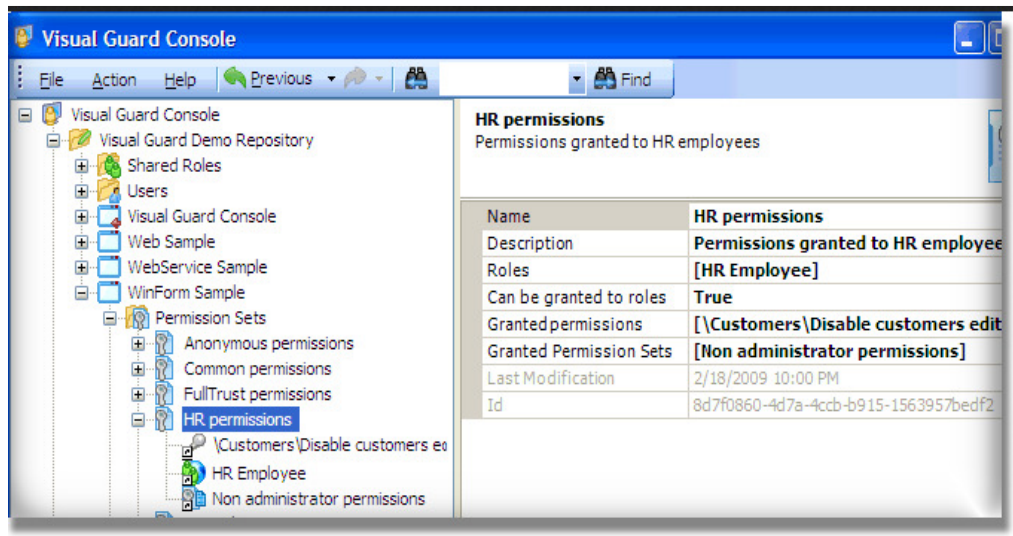 Visual Guard Console
File Action Help Previous Find
Visual Guard Console
Visual Guard Demo Repository
Shared Roles
Users
Visual Guard Console
Web Sample
WebService Sample
WinForm Sample
Permission Sets
Anonymous permissions
Common permissions
FullTrust permissions
HR permissions
\Customers\Disable customers
HR Employee
Non administrator permissions
HR permissions
Permissions granted to HR employees
Name HR permissions
Description Permissions granted to HR employee
Roles [HR Employee]
Can be granted to roles True
Granted permissions [\Customers\Disable customers edit
Granted Permission Sets [Non administrator permissions]
Last Modification 2/18/2009 10:00 PM
Id 8d7f0860-4d7a-4ccb-b915-1563957bedf2